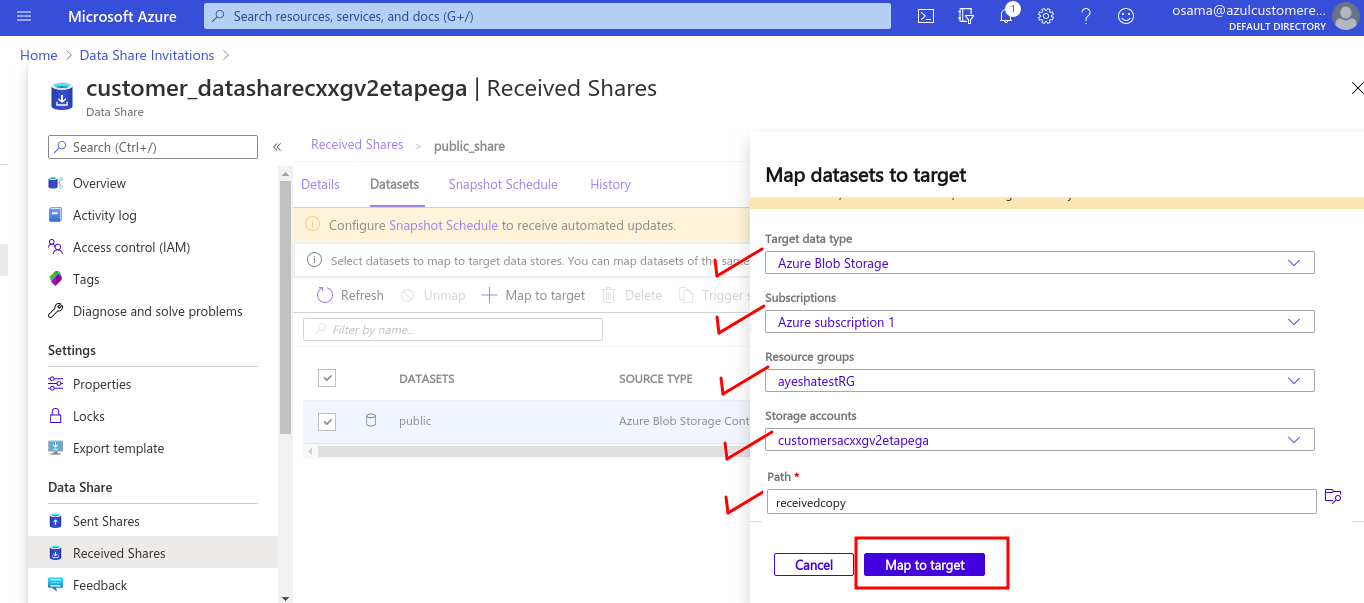 Microsoft Azure
Search resources, services, and docs (G+/)
1
osama@azulcustomere...
DEFAULT DIRECTORY
Home > Data Share Invitations >
customer_datasharecxxgv2etapega | Received Shares
Data Share
Search (Ctrl+/)
«
Overview
Activity log
Access control (IAM)
Tags
Diagnose and solve problems
Settings
Properties
Locks
Export template
Data Share
Sent Shares
Received Shares
Feedback
Received Shares > public_share
Details Datasets Snapshot Schedule History
Configure Snapshot Schedule to receive automated updates.
Select datasets to map to target data stores. You can map datasets of the same
Refresh Unmap Map to target Delete Trigger s
Filter by name...
DATASETS SOURCE TYPE
public Azure Blob Storage Cont
Map datasets to target
Target data type
Azure Blob Storage
Subscriptions
Azure subscription 1
Resource groups
ayeshatestRG
Storage accounts
customersacxxgv2etapega
Path *
receivedcopy
Cancel Map to target